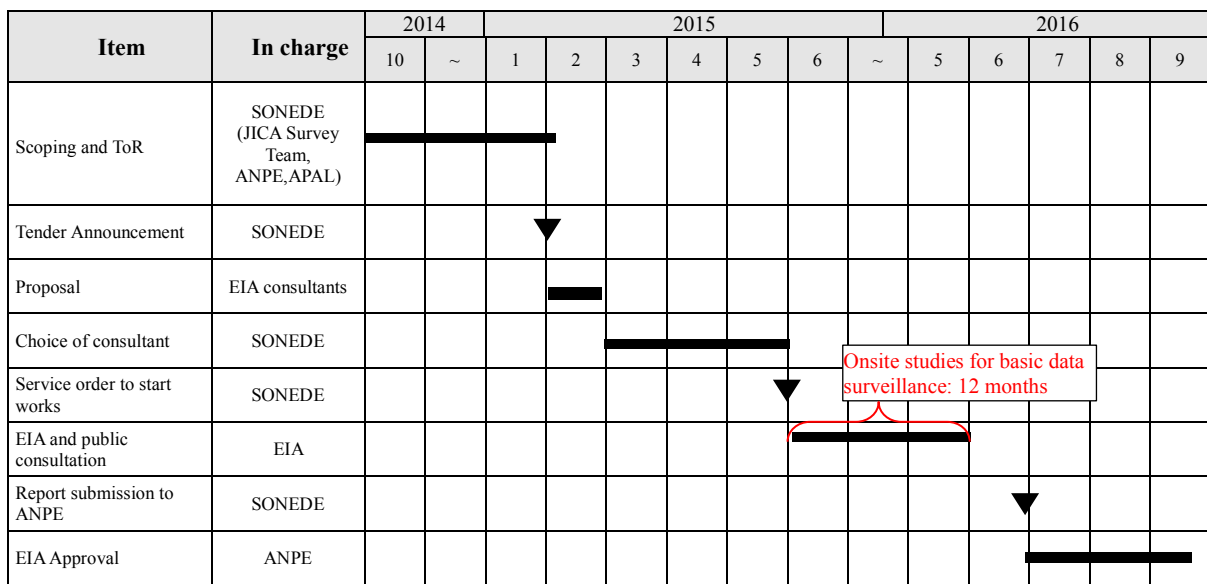 Item
In charge
2014
2015
2016
10
~
1
2
3
4
5
6
~
5
6
7
8
9
Scoping and ToR
SONEDE
(JICA Survey
Team,
ANPE,APAL)
Tender Announcement
SONEDE
Proposal
EIA consultants
Choice of consultant
SONEDE
Onsite studies for basic data
surveillance: 12 months
Service order to start
works
SONEDE
EIA and public
consultation
EIA
Report submission to
ANPE
SONEDE
EIA Approval
ANPE